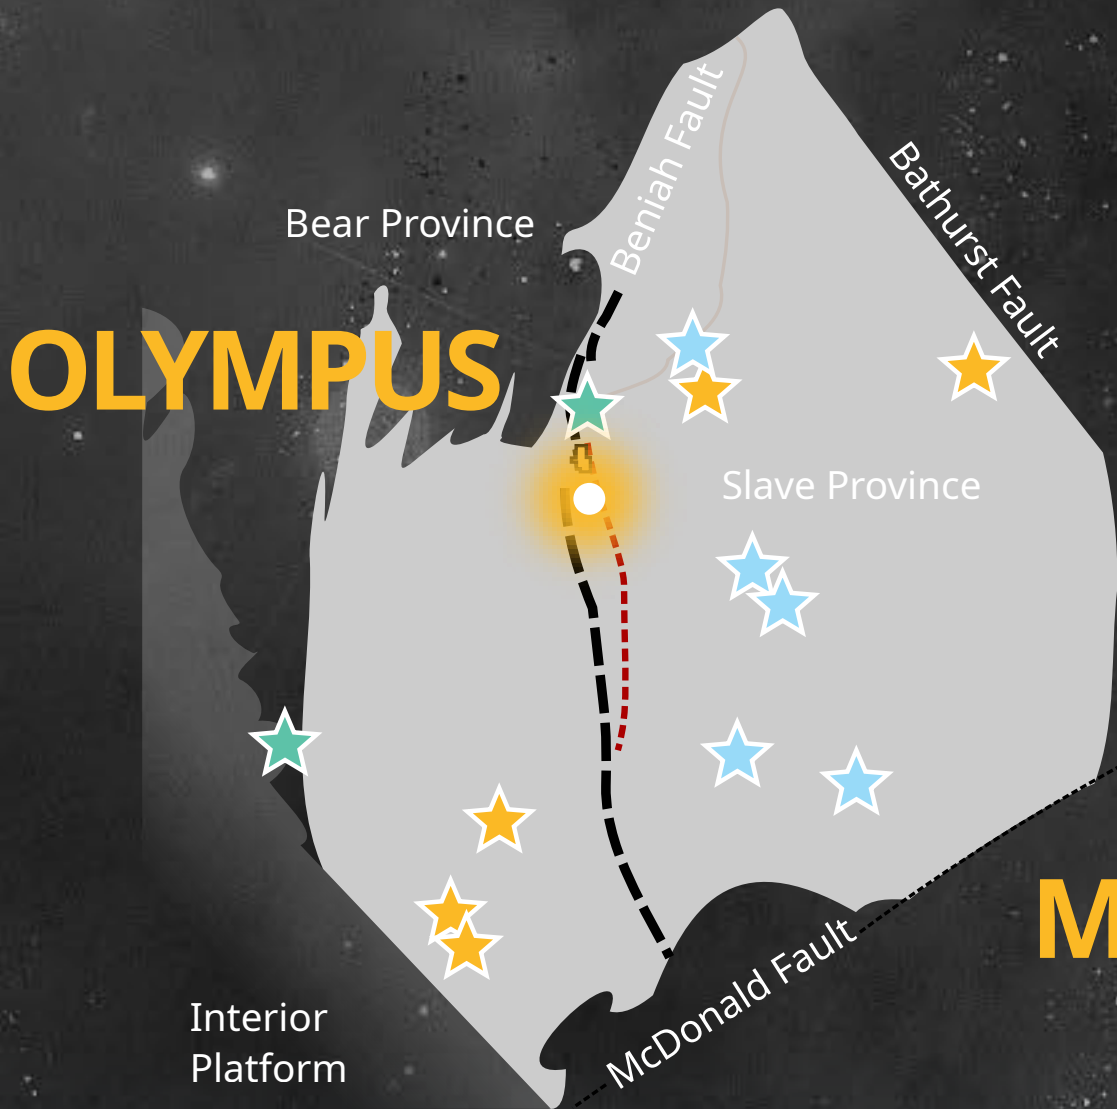 Beniah Fault
Bathurst Fault
Bear Province
OLYMPUS
Slave Province
M
McDonald Fault
Interior
Platform